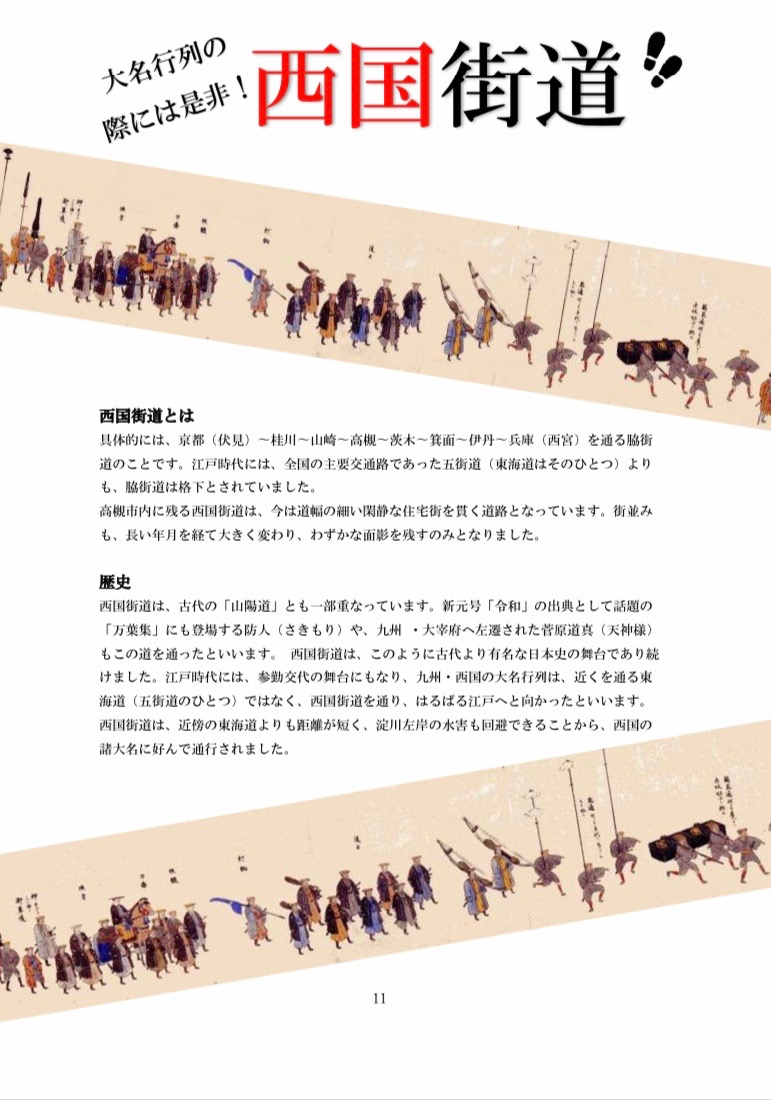 大名行列の
際には是非！
西国街道
西国街道とは
具体的には、京都（伏見）～桂川～山崎～高槻～茨木～箕面～伊丹～兵庫（西宮）を通る脇街
道のことです。江戸時代には、全国の主要交通路であった五街道（東海道はそのひとつ）より
も、脇街道は格下とされていました。
高槻市内に残る西国街道は、今は道幅の細い閑静な住宅街を貫く道路となっています。街並み
も、長い年月を経て大きく変わり、わずかな面影を残すのみとなりました。
歴史
西国街道は、古代の「山陽道」とも一部重なっています。新元号「令和」の出典として話題の
「万葉集」にも登場する防人（さきもり）や、九州 ・大宰府へ左遷された菅原道真（天神様）
もこの道を通ったといいます。 西国街道は、このように古代より有名な日本史の舞台であり続
けました。江戸時代には、参勤交代の舞台にもなり、九州・西国の大名行列は、近くを通る東
海道（五街道のひとつ）ではなく、西国街道を通り、はるばる江戸へと向かったといいます。
西国街道は、近傍の東海道よりも距離が短く、淀川左岸の水害も回避できることから、西国の
諸大名に好んで通行されました。
11